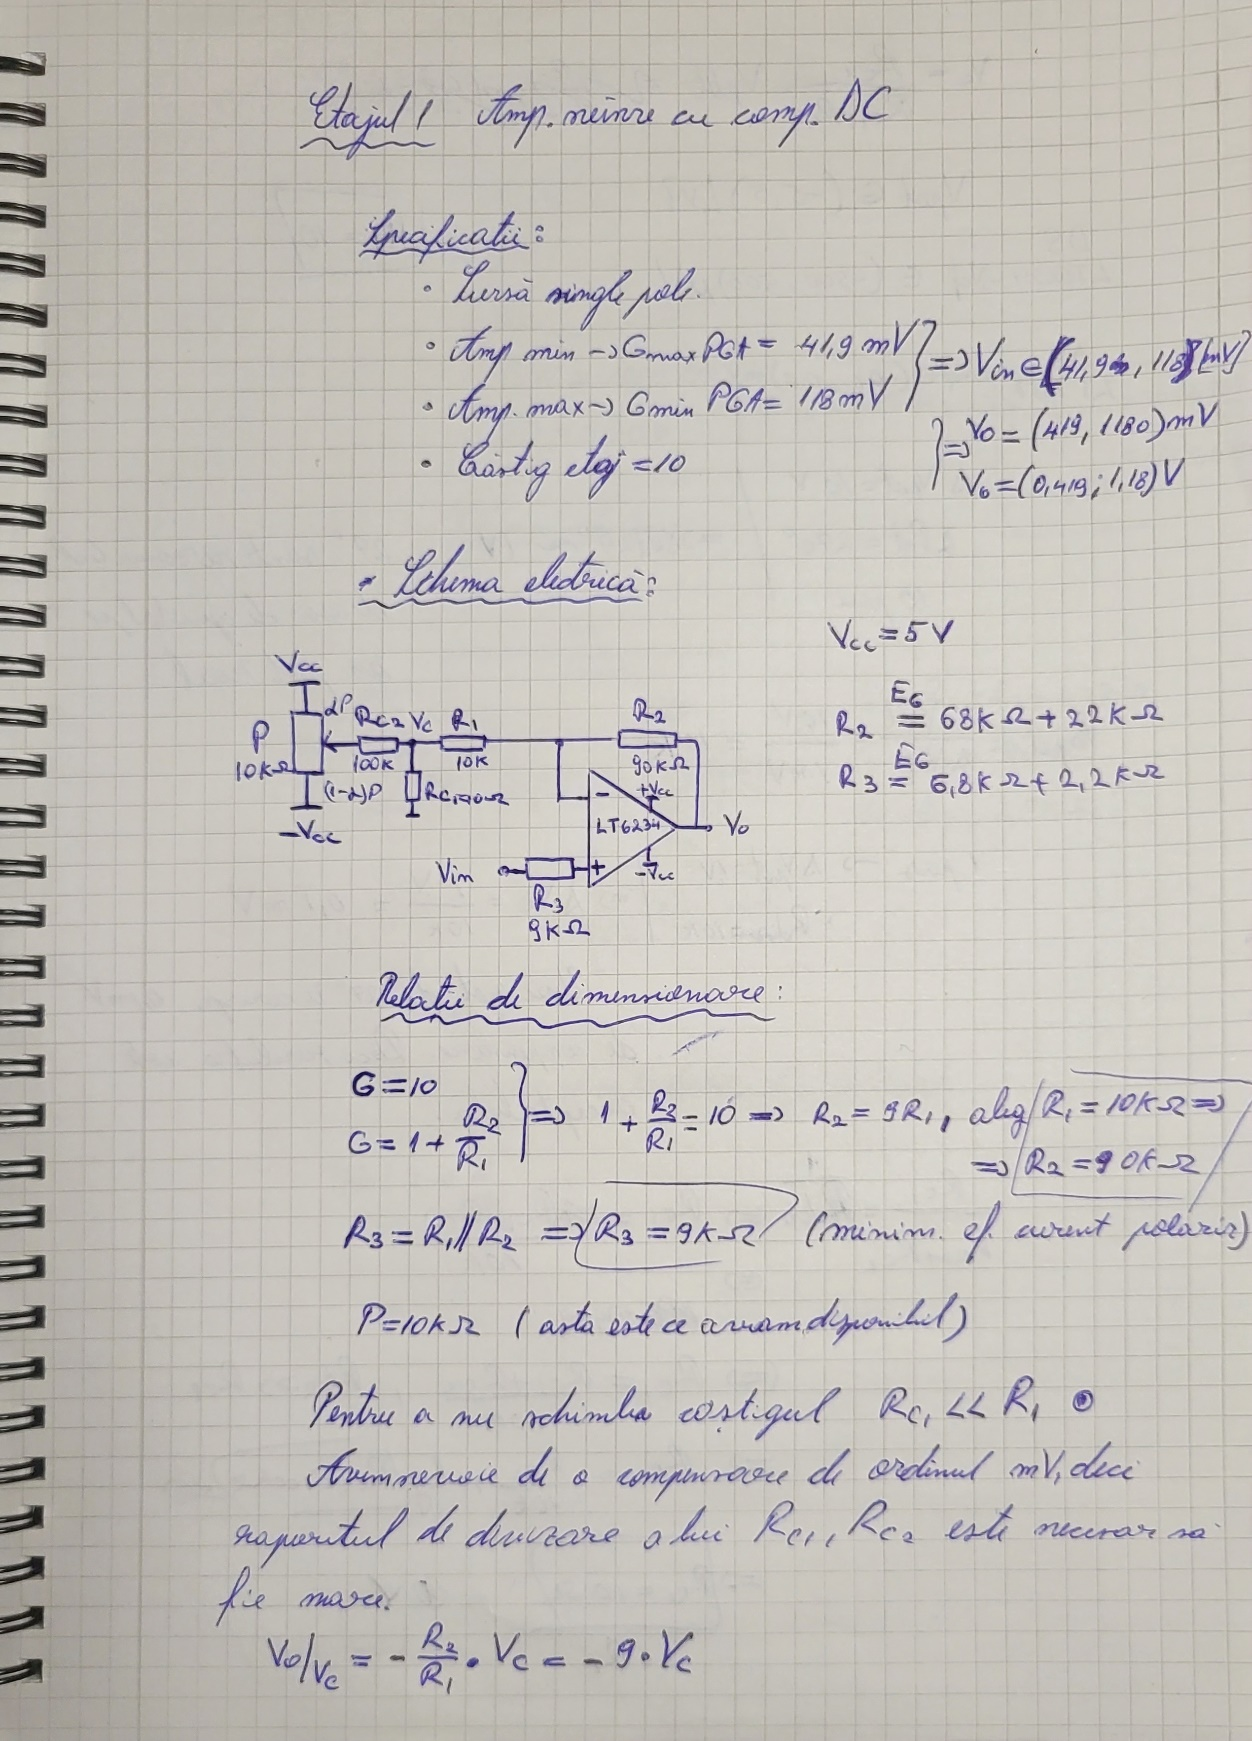 Etajul 1 Amp. neinv cu comp. DC
Specificatii:
• Sursă single pole.
• Amp min → Gmax PGA = 41,9 mV
• Amp. max → Gmin PGA = 118 mV
} ⇒ Vin ∈ [41,9, 118] [mV]
• Câstig etaj = 10
} ⇒ Vo = (419, 1180) mV
Vo = (0,419; 1,18) V
- Schema electrică:
Vcc = 5 V
R2 =(E6) 68KΩ + 22KΩ
R3 =(E6) 6,8KΩ + 2,2KΩ
Vcc
αP
P
10KΩ
(1-α)P
-Vcc
RC2
100K
Vc
R1
10K
RC1
R2
90KΩ
+Vcc
LT6234
-
+
-Vcc
Vo
Vin
R3
9KΩ
Relatii de dimensionare:
G = 10
G = 1 + R2/R1
} ⇒ 1 + R2/R1 = 10 ⇒ R2 = 9R1, aleg R1 = 10KΩ ⇒
⇒ R2 = 90KΩ
R3 = R1 // R2 ⇒ R3 = 9KΩ (minim. ef. curent polariz)
P = 10KΩ (asta este ce aveam disponibil)
Pentru a nu schimba câștigul RC1 << R1
Avem nevoie de o compensare de ordinul mV, deci
raportul de divizare a lui RC1, RC2 este necesar să
fie mare.
Vo/Vc = - R2/R1 • Vc = - 9 • Vc